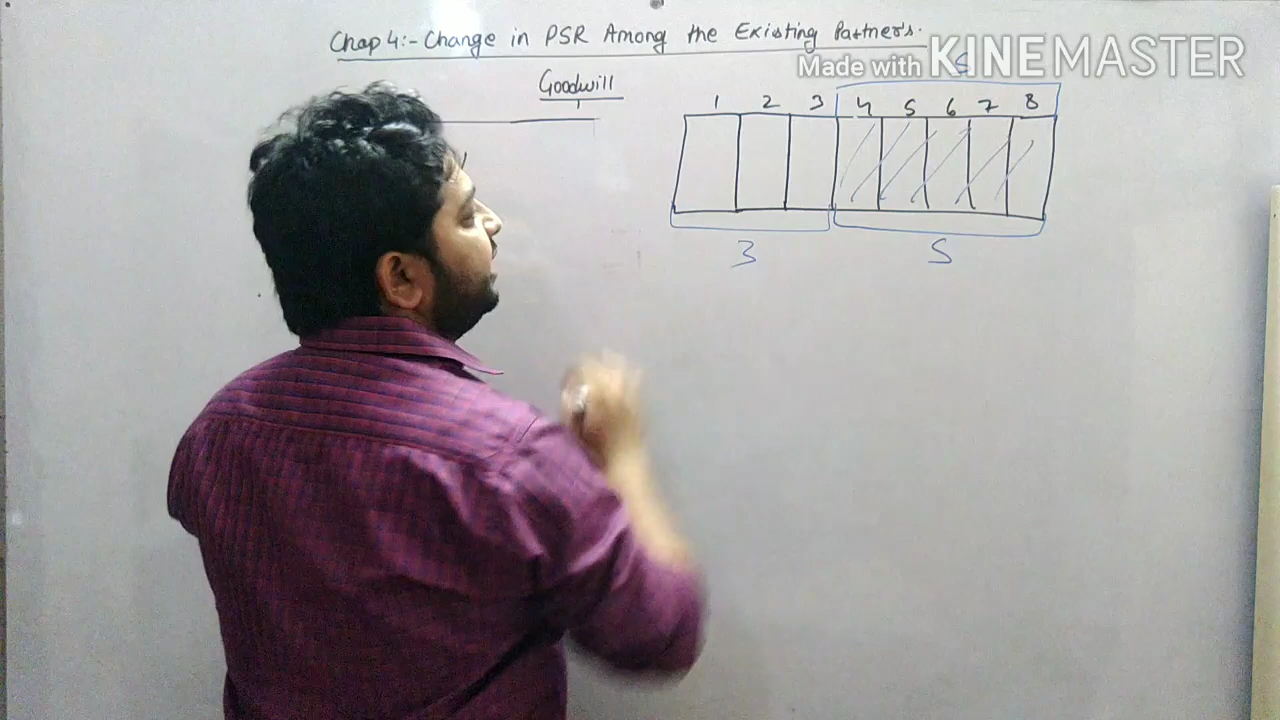 Chap 4:- Change in PSR Among the Existing Partner's.
Made with KINEMASTER
Goodwill
1 2 3 4 5 6 7 8
3 5